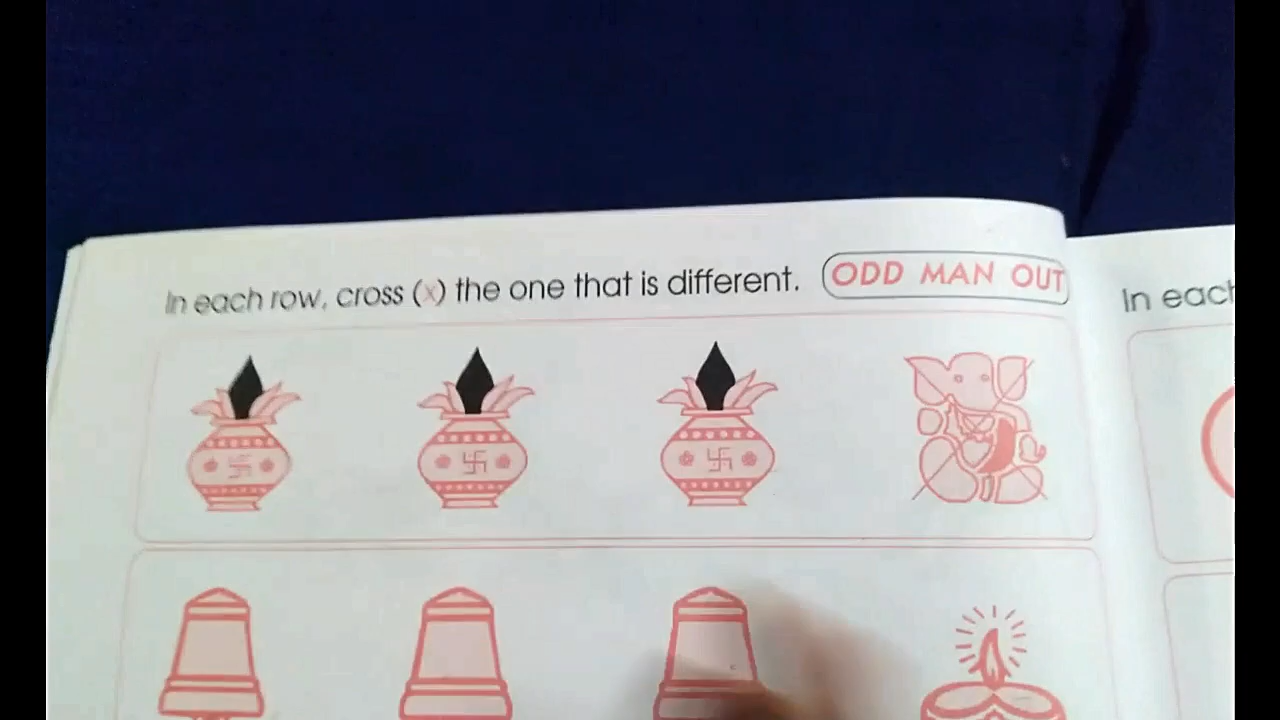 In each row, cross (x) the one that is different.
ODD MAN OUT
In each